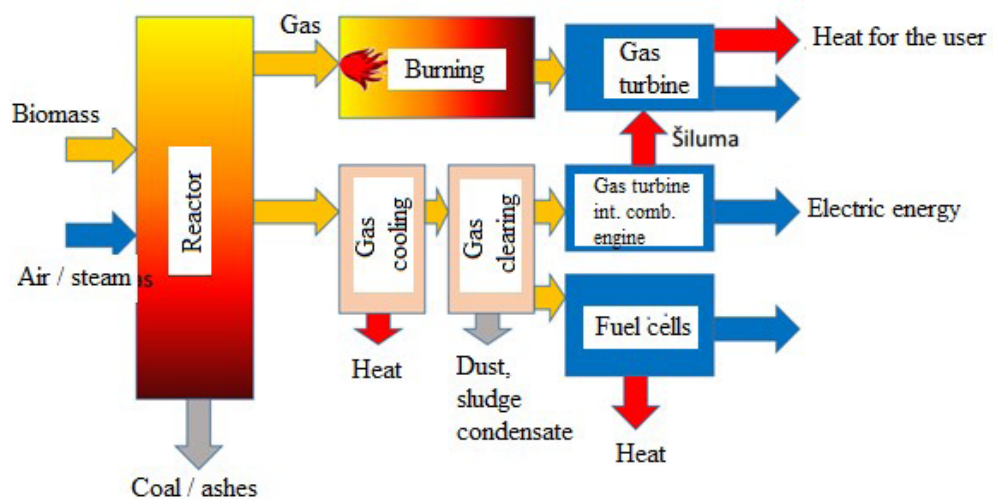 Gas
Burning
Gas
turbine
Heat for the user
Biomass
Šiluma
Reactor
Gas
cooling
Gas
clearing
Gas turbine
int. comb.
engine
Electric energy
Air / steam as
Fuel cells
Heat
Dust,
sludge
condensate
Heat
Coal / ashes